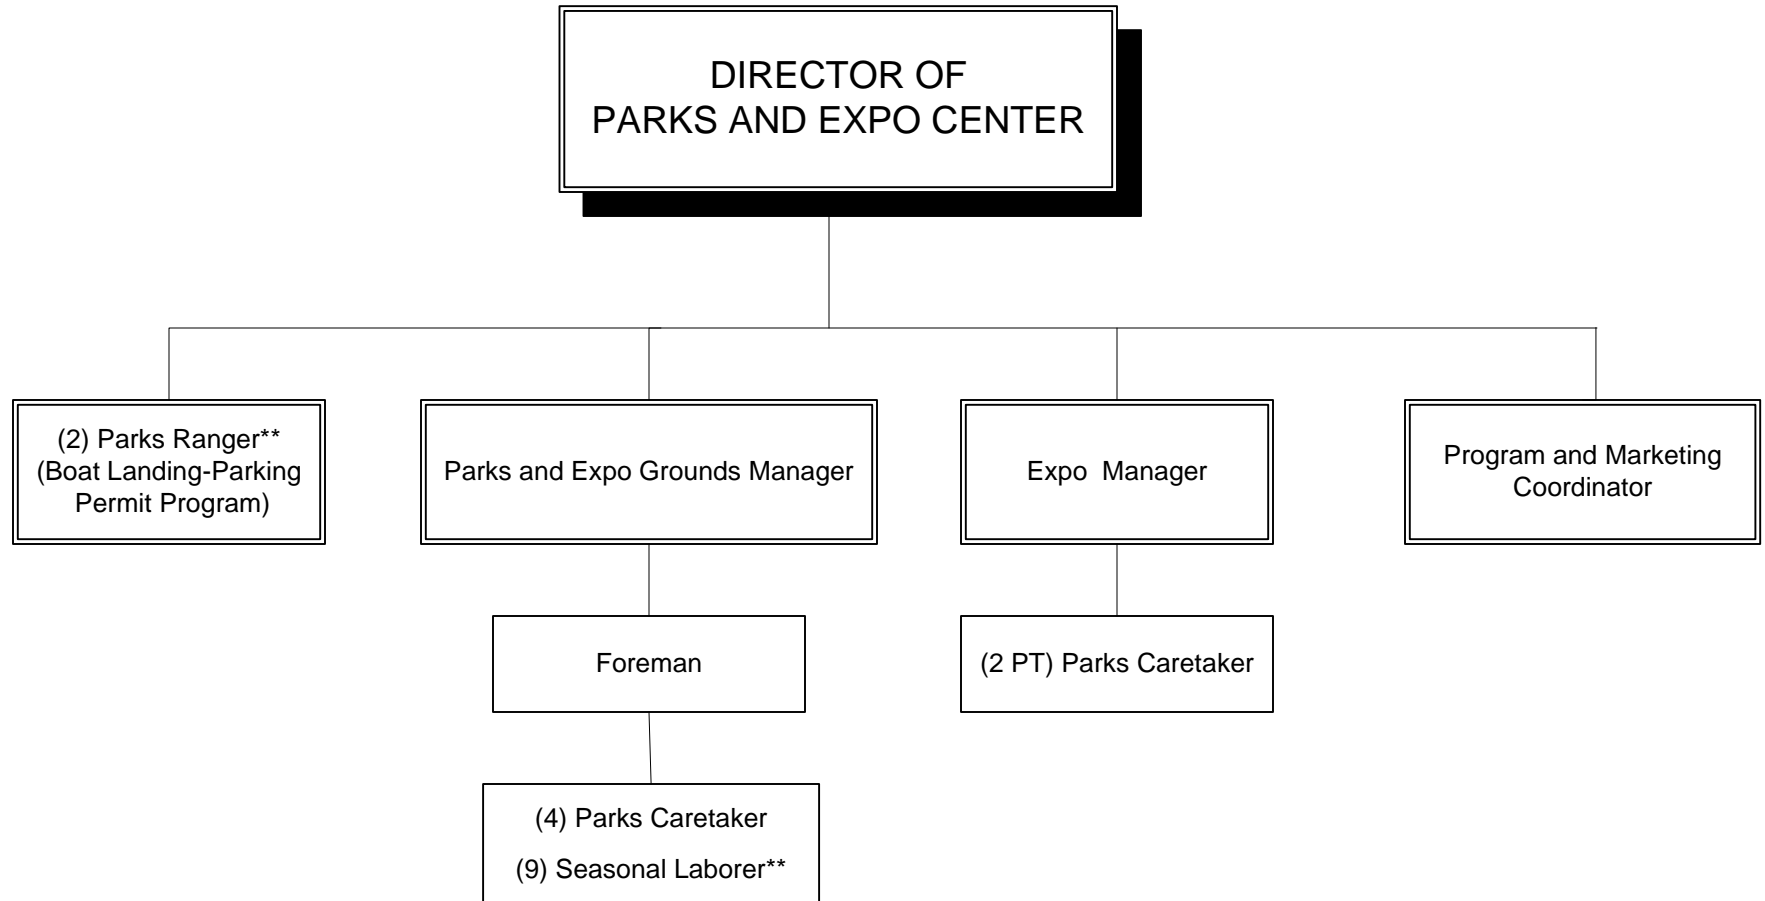 DIRECTOR OF
PARKS AND EXPO CENTER
(2) Parks Ranger**
(Boat Landing-Parking
Permit Program)
Parks and Expo Grounds Manager
Expo Manager
Program and Marketing
Coordinator
Foreman
(2 PT) Parks Caretaker
(4) Parks Caretaker
(9) Seasonal Laborer**